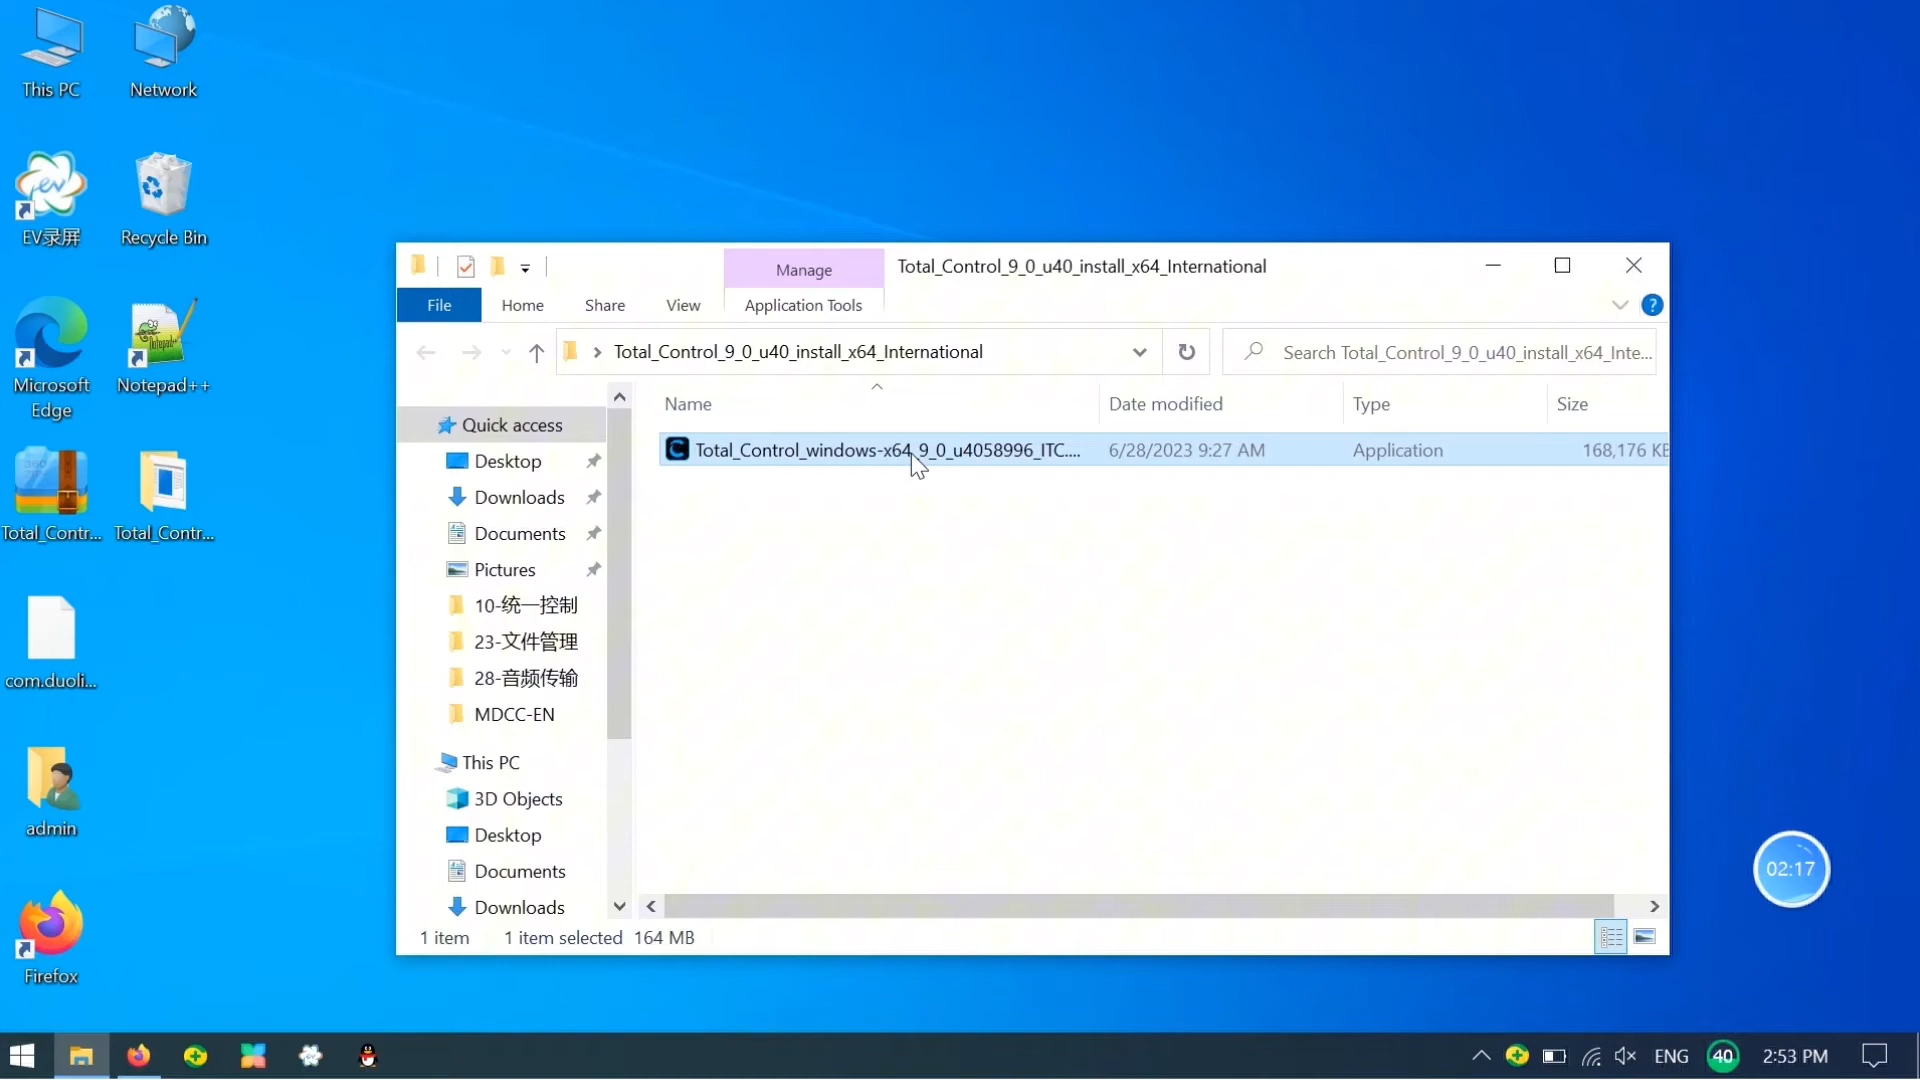 This PC
Network
EV录屏
Recycle Bin
Microsoft
Edge
Notepad++
Total_Contr...
Total_Contr...
com.duoli...
admin
Firefox
Manage
Total_Control_9_0_u40_install_x64_International
File
Home
Share
View
Application Tools
?
Total_Control_9_0_u40_install_x64_International
Search Total_Control_9_0_u40_install_x64_Inte...
Name
Date modified
Type
Size
Total_Control_windows-x64_9_0_u4058996_ITC....
6/28/2023 9:27 AM
Application
168,176 KB
Quick access
Desktop
Downloads
Documents
Pictures
10-统一控制
23-文件管理
28-音频传输
MDCC-EN
This PC
3D Objects
Desktop
Documents
Downloads
1 item
1 item selected
164 MB
02:17
ENG
40
2:53 PM